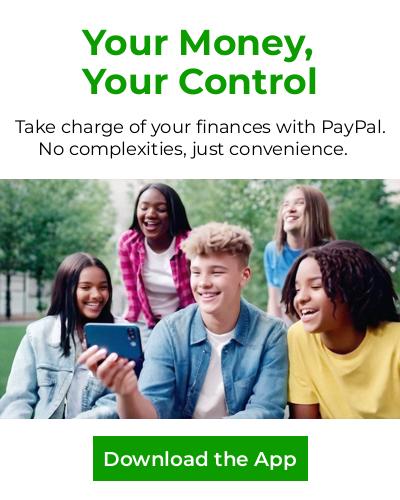 Your Money,
Your Control
Take charge of your finances with PayPal.
No complexities, just convenience.
Download the App